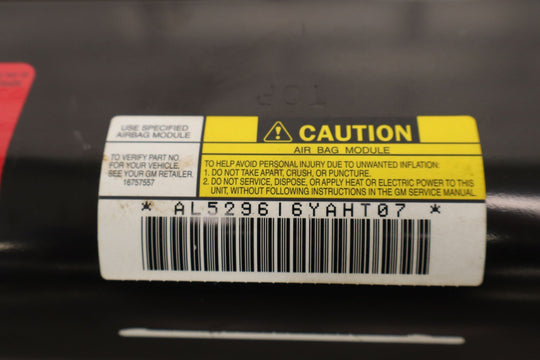 TOP
USE SPECIFIED
AIRBAG MODULE
TO VERIFY PART NO.
FOR YOUR VEHICLE,
SEE YOUR GM RETAILER.
16757557
⚠ CAUTION
AIR BAG MODULE
TO HELP AVOID PERSONAL INJURY DUE TO UNWANTED INFLATION:
1. DO NOT TAKE APART, CRUSH, OR PUNCTURE.
2. DO NOT SERVICE, DISPOSE, OR APPLY HEAT OR ELECTRIC POWER TO THIS
UNIT, WITHOUT FOLLOWING INSTRUCTIONS IN THE GM SERVICE MANUAL.
* AL529616YAHT07 *